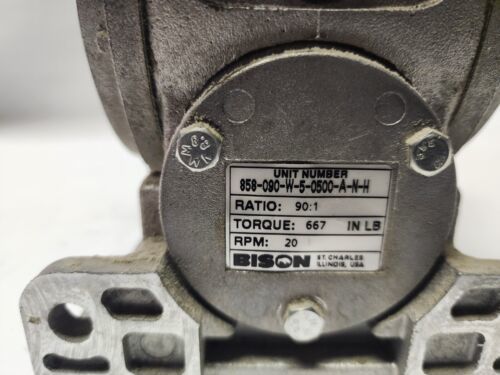 UNIT NUMBER
858-090-W-5-0500-A-N-H
RATIO: 90:1
TORQUE: 667 IN LB
RPM: 20
BISON ST. CHARLES,
ILLINOIS, USA